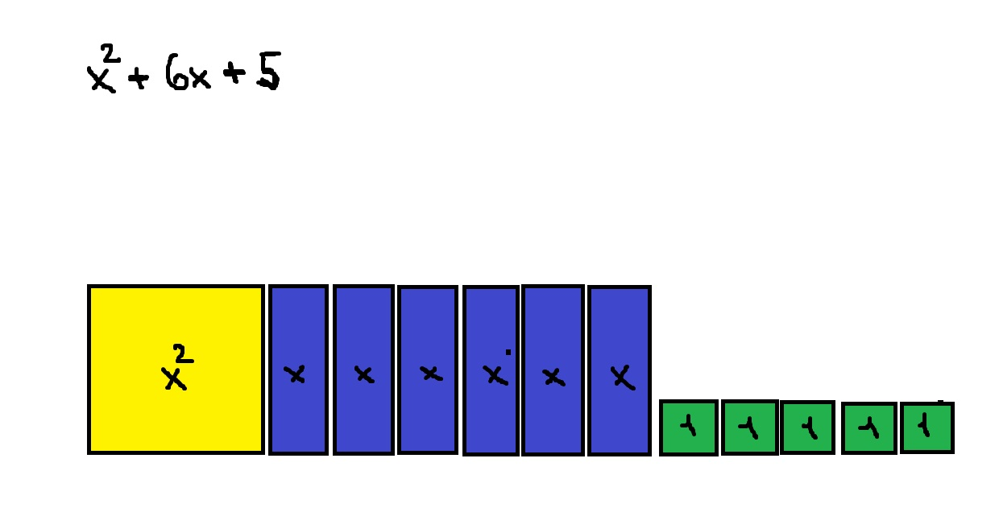 x² + 6x + 5
x² x x x x x x 1 1 1 1 1